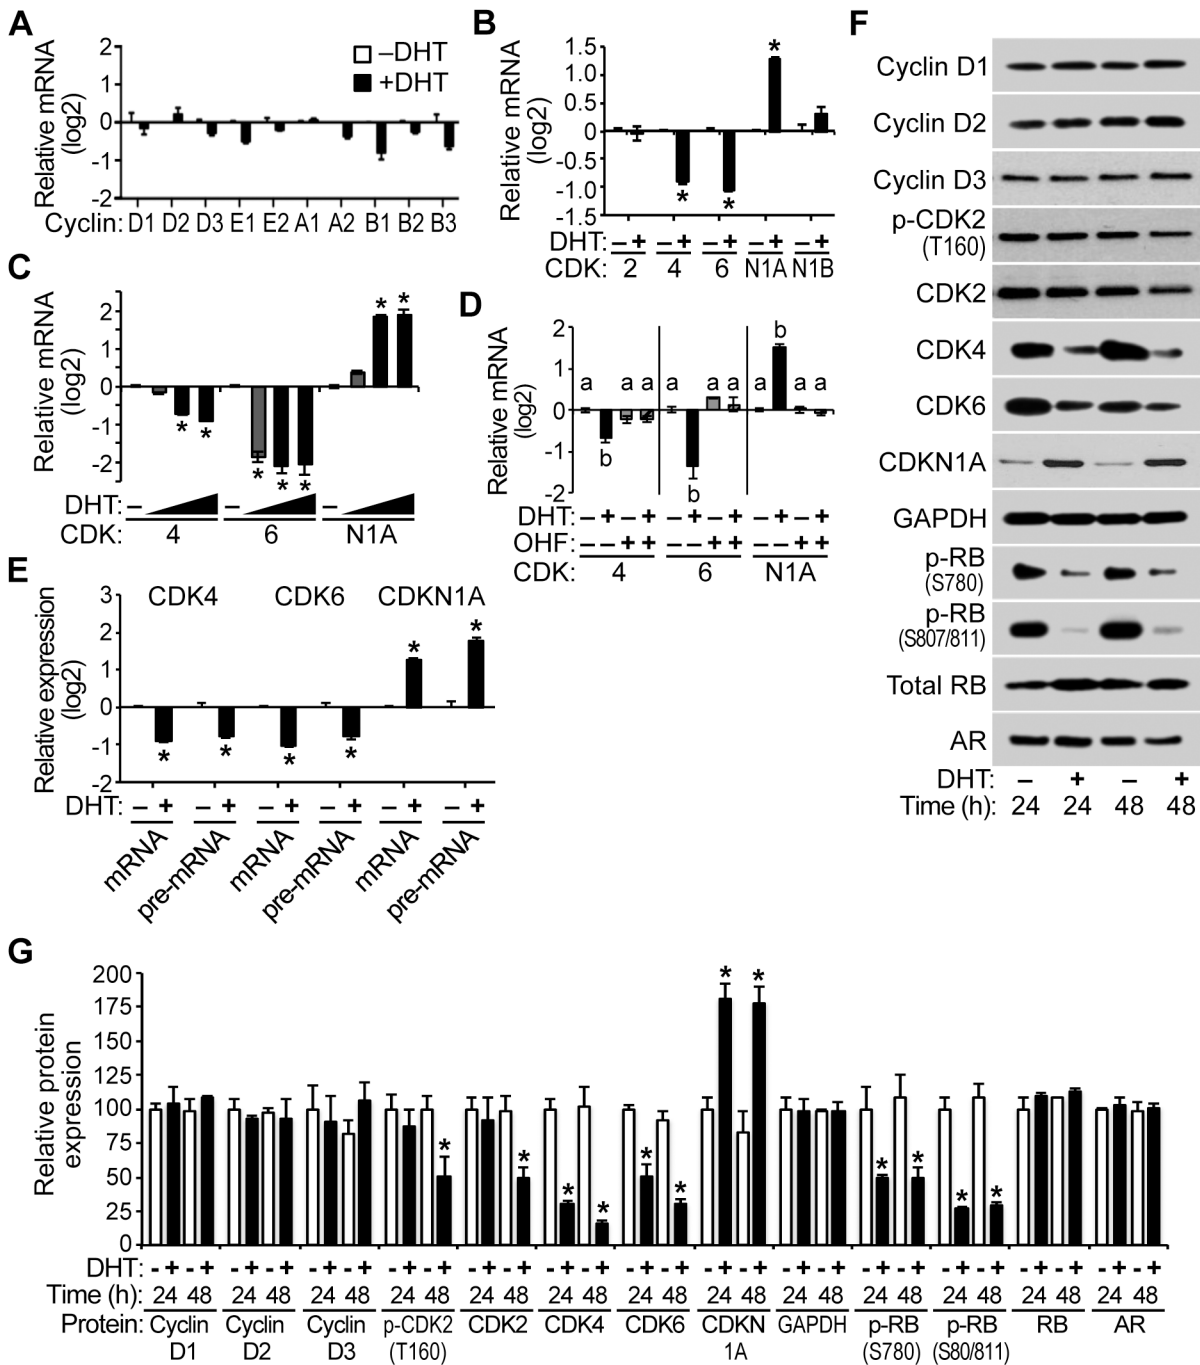 A
2
1
0
-1
-2
Relative mRNA
(log2)
–DHT
+DHT
Cyclin: D1 D2 D3 E1 E2 A1 A2 B1 B2 B3
B
1.5
1.0
0.5
0
-0.5
-1.0
-1.5
Relative mRNA
(log2)
*
* *
DHT: – + – + – + – + – +
CDK: 2 4 6 N1A N1B
C
2
1
0
-1
-2
Relative mRNA
(log2)
* *
* * * * *
DHT: – – –
CDK: 4 6 N1A
D
2
1
0
-1
-2
Relative mRNA
(log2)
a b a a a b a a a b a a
DHT: – + – + – + – + – + – +
OHF: – – + + – – + + – – + +
CDK: 4 6 N1A
E
3
2
1
0
-1
-2
Relative expression
(log2)
CDK4 CDK6 CDKN1A
* * * * * *
DHT: – + – + – + – + – + – +
mRNA pre-mRNA mRNA pre-mRNA mRNA pre-mRNA
F
Cyclin D1
Cyclin D2
Cyclin D3
p-CDK2
(T160)
CDK2
CDK4
CDK6
CDKN1A
GAPDH
p-RB
(S780)
p-RB
(S807/811)
Total RB
AR
DHT: – + – +
Time (h): 24 24 48 48
G
200
175
150
125
100
75
50
25
0
Relative protein
expression
* * * * * * * * * * * *
DHT: - + - + - + - + - + - + - + - + - + - + - + - + - + - + - + - + - + - + - + - + - + - + - + - + - + - +
Time (h): 24 48 24 48 24 48 24 48 24 48 24 48 24 48 24 48 24 48 24 48 24 48 24 48 24 48
Protein: Cyclin Cyclin Cyclin p-CDK2 CDK2 CDK4 CDK6 CDKN GAPDH p-RB p-RB RB AR
D1 D2 D3 (T160) 1A (S780) (S80/811)